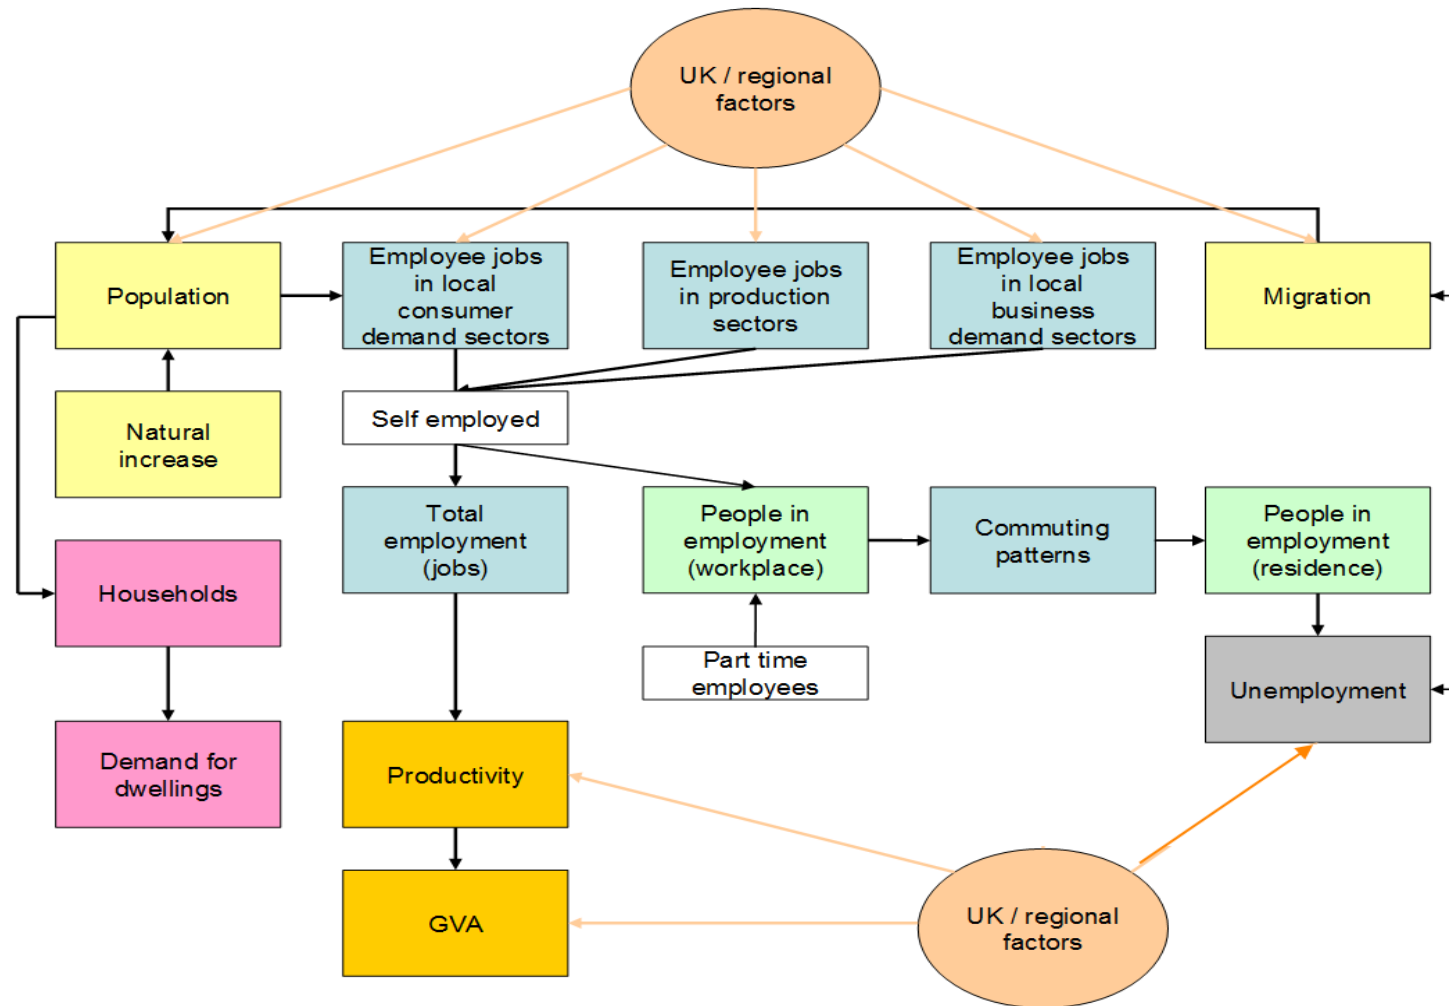 UK / regional
factors
Population
Employee jobs
in local
consumer
demand sectors
Employee jobs
in production
sectors
Employee jobs
in local
business
demand sectors
Migration
Natural
increase
Self employed
Total
employment
(jobs)
People in
employment
(workplace)
Commuting
patterns
People in
employment
(residence)
Households
Part time
employees
Unemployment
Demand for
dwellings
Productivity
GVA
UK / regional
factors